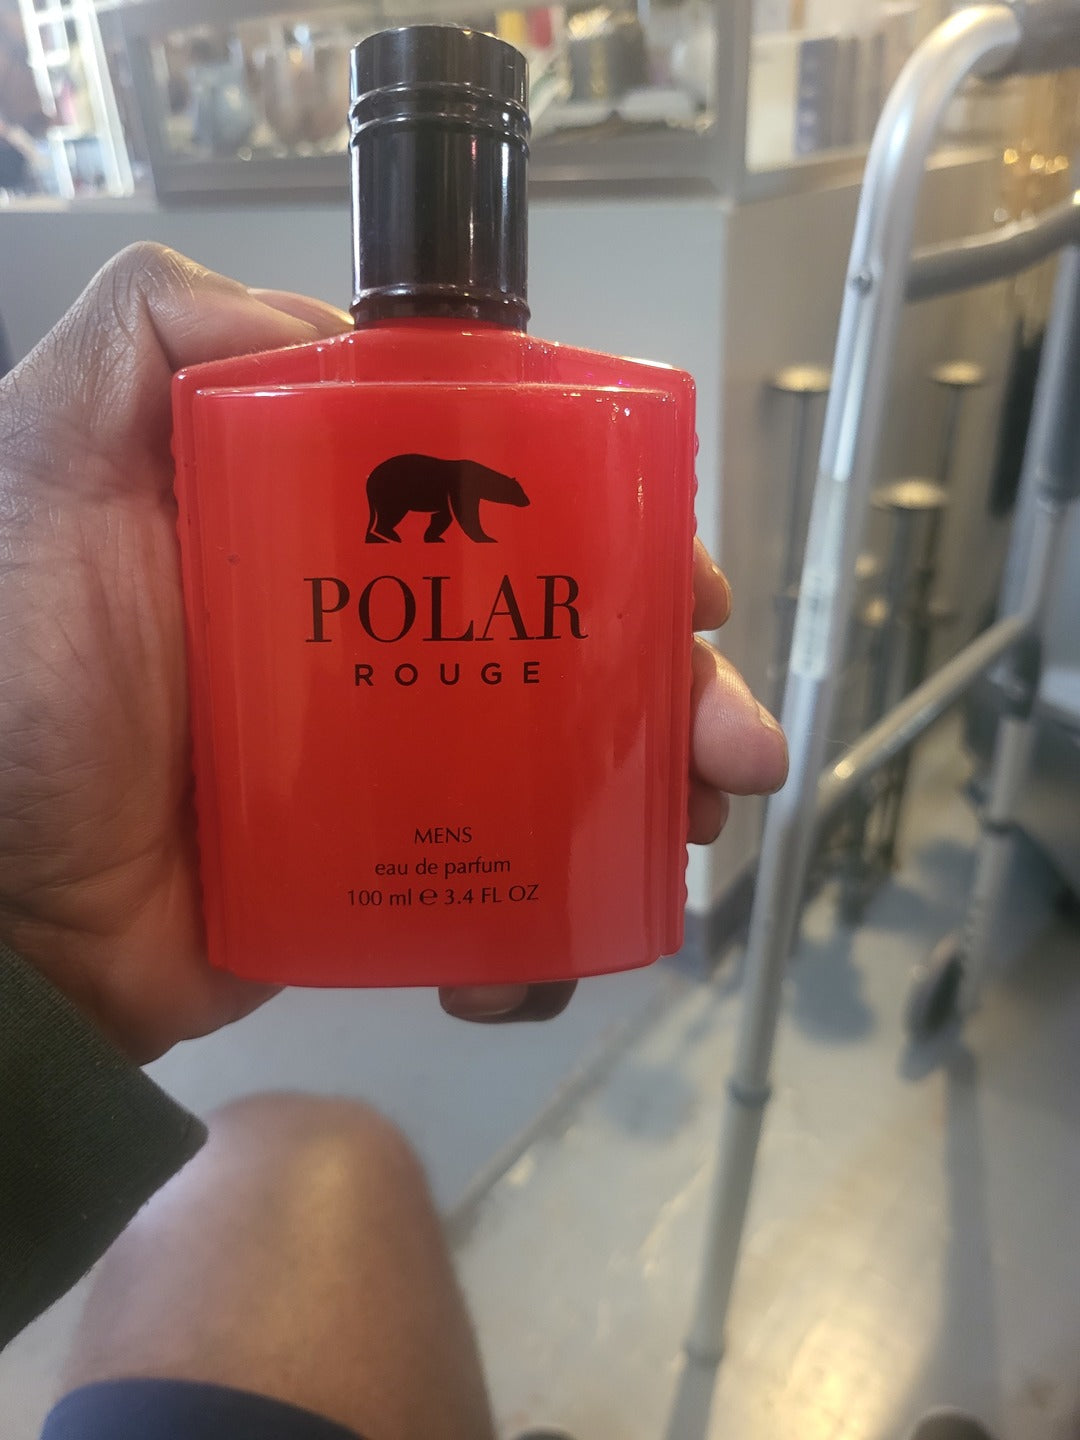 POLAR
ROUGE
MENS
eau de parfum
100 ml ℮ 3.4 FL OZ